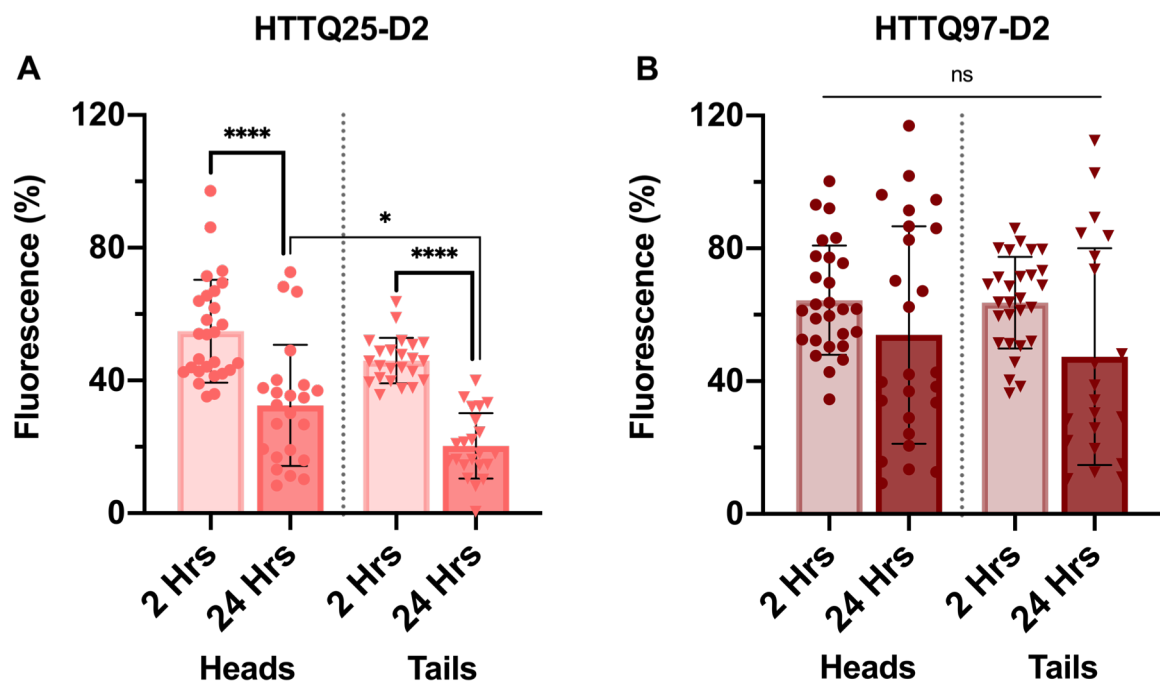 HTTQ25-D2
A
Fluorescence (%)
120
80
40
0
****
*
****
2 Hrs
24 Hrs
2 Hrs
24 Hrs
Heads
Tails
HTTQ97-D2
B
Fluorescence (%)
120
80
40
0
ns
2 Hrs
24 Hrs
2 Hrs
24 Hrs
Heads
Tails